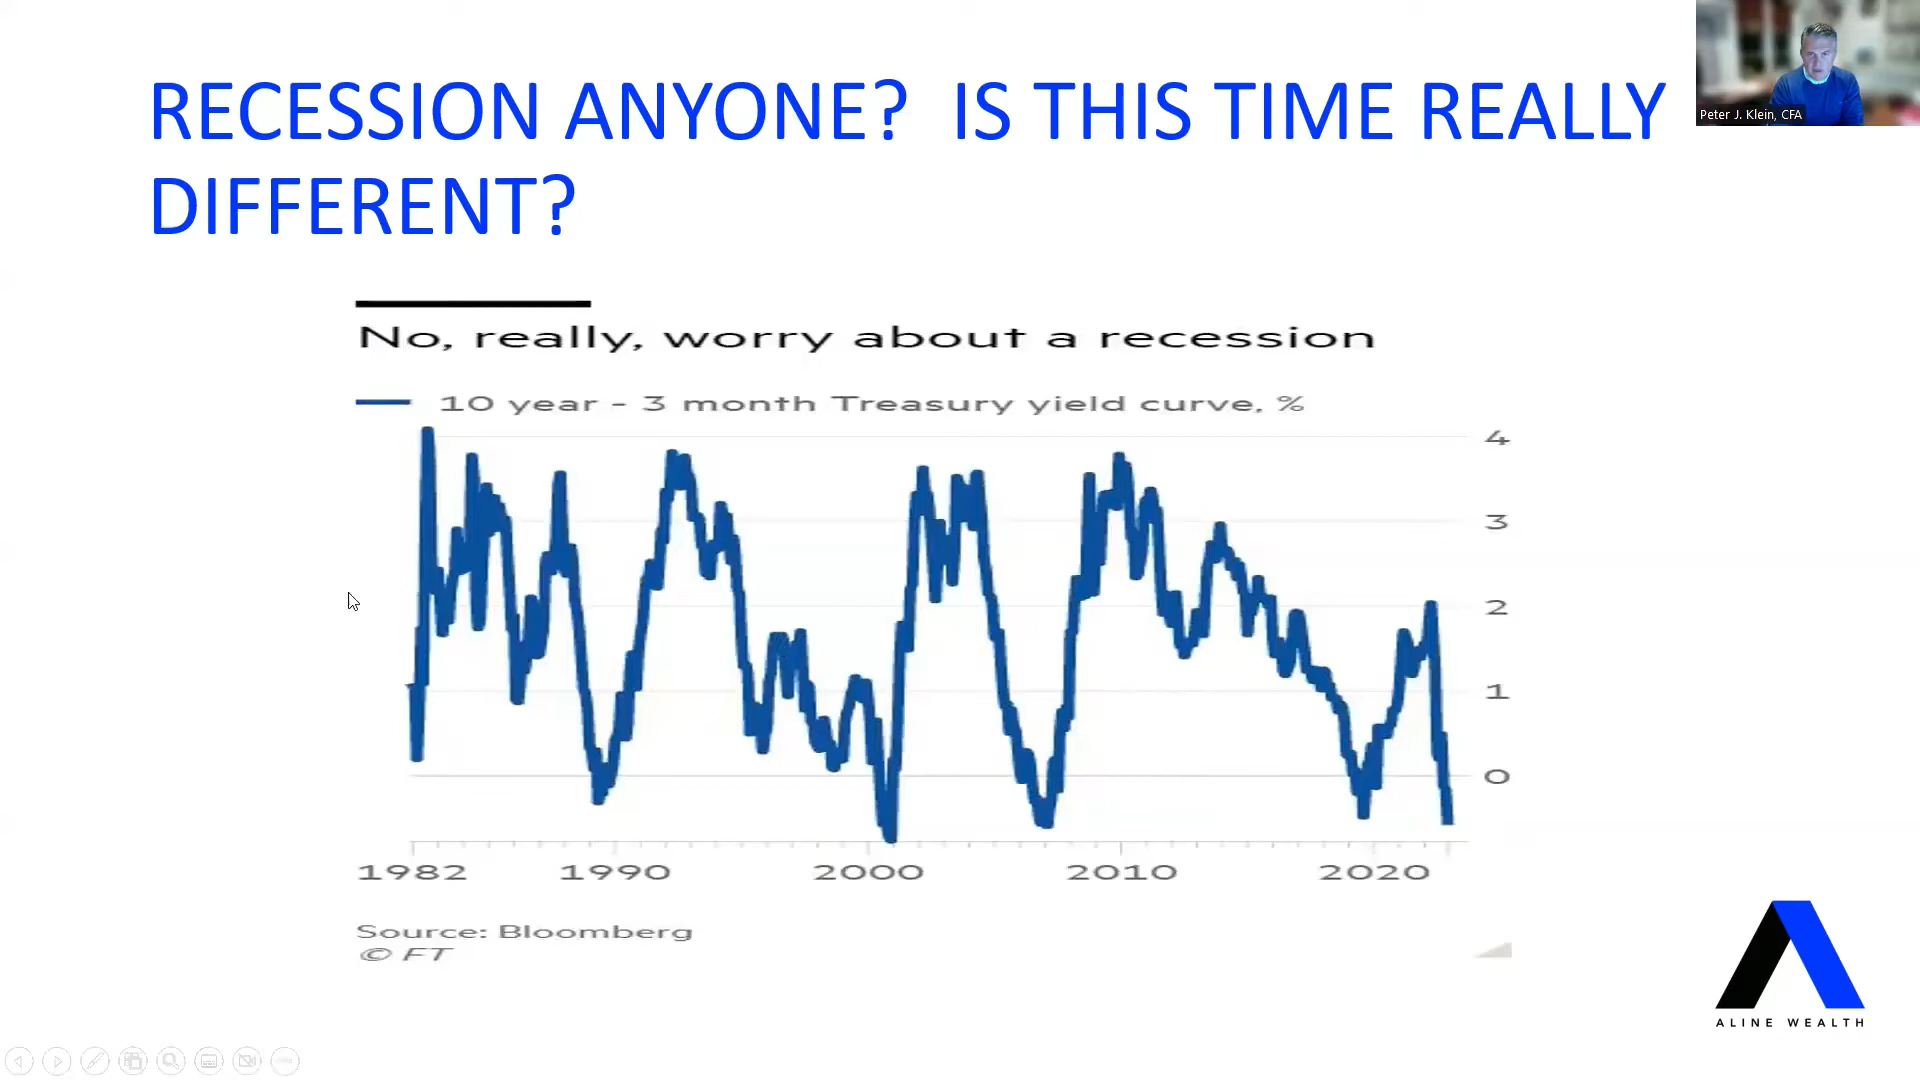 RECESSION ANYONE? IS THIS TIME REALLY
DIFFERENT?
Peter J. Klein, CFA
No, really, worry about a recession
10 year - 3 month Treasury yield curve, %
4
3
2
1
0
1982 1990 2000 2010 2020
Source: Bloomberg
© FT
ALINE WEALTH